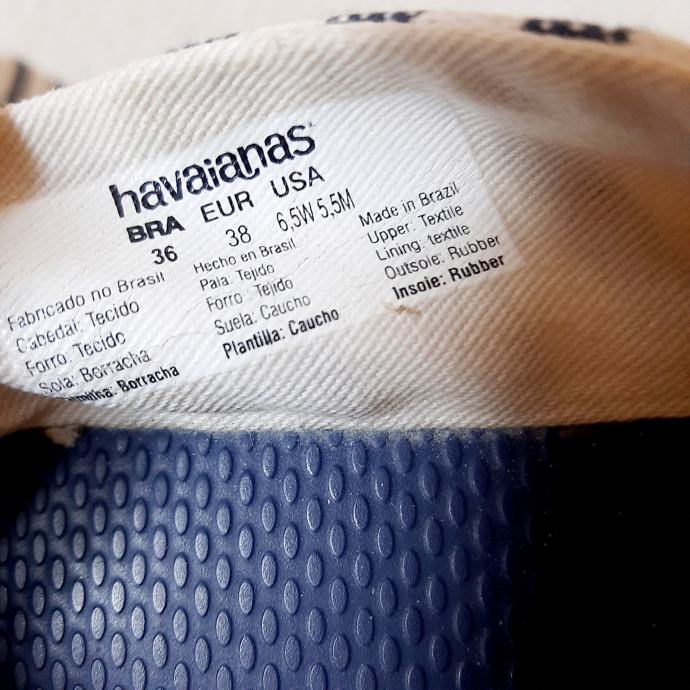 havaianas
BRA EUR USA
36 38 6,5W 5,5M
Fabricado no Brasil
Cabedal: Tecido
Forro: Tecido
Sola: Borracha
Borracha
Hecho en Brasil
Pala: Tejido
Forro: Tejido
Suela: Caucho
Plantilla: Caucho
Made in Brazil
Upper: Textile
Lining: textile
Outsole: Rubber
Insole: Rubber